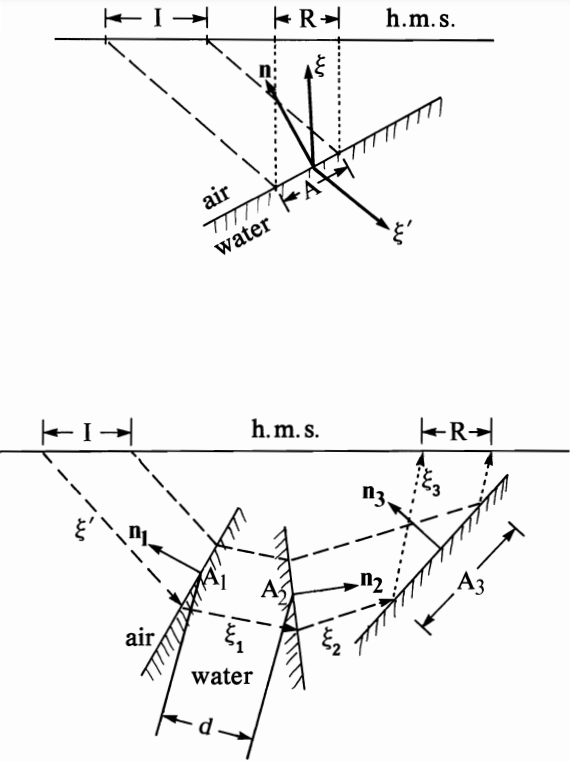 I R h.m.s.
n ξ
A
air
water ξ′
I h.m.s. R
ξ′ n₁ n₃ ξ₃
A₁ A₂ n₂ A₃
air ξ₁ ξ₂
water
d